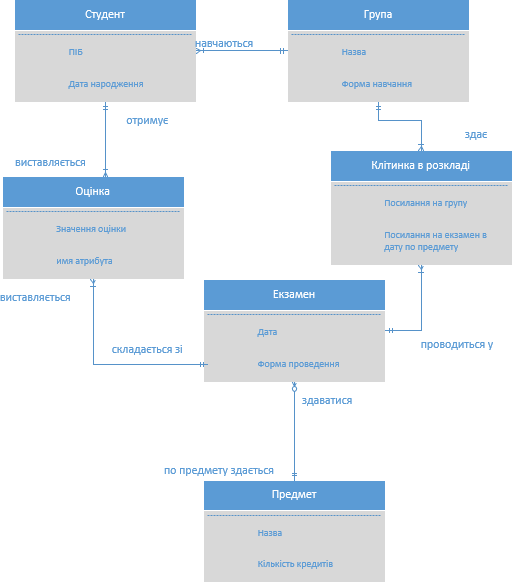 Студент
ПІБ
Дата народження
навчаються
Група
Назва
Форма навчання
отримує
здає
виставляється
Оцінка
Значення оцінки
имя атрибута
Клітинка в розкладі
Посилання на групу
Посилання на екзамен в
дату по предмету
виставляється
складається зі
Екзамен
Дата
Форма проведення
проводиться у
здаватися
по предмету здається
Предмет
Назва
Кількість кредитів